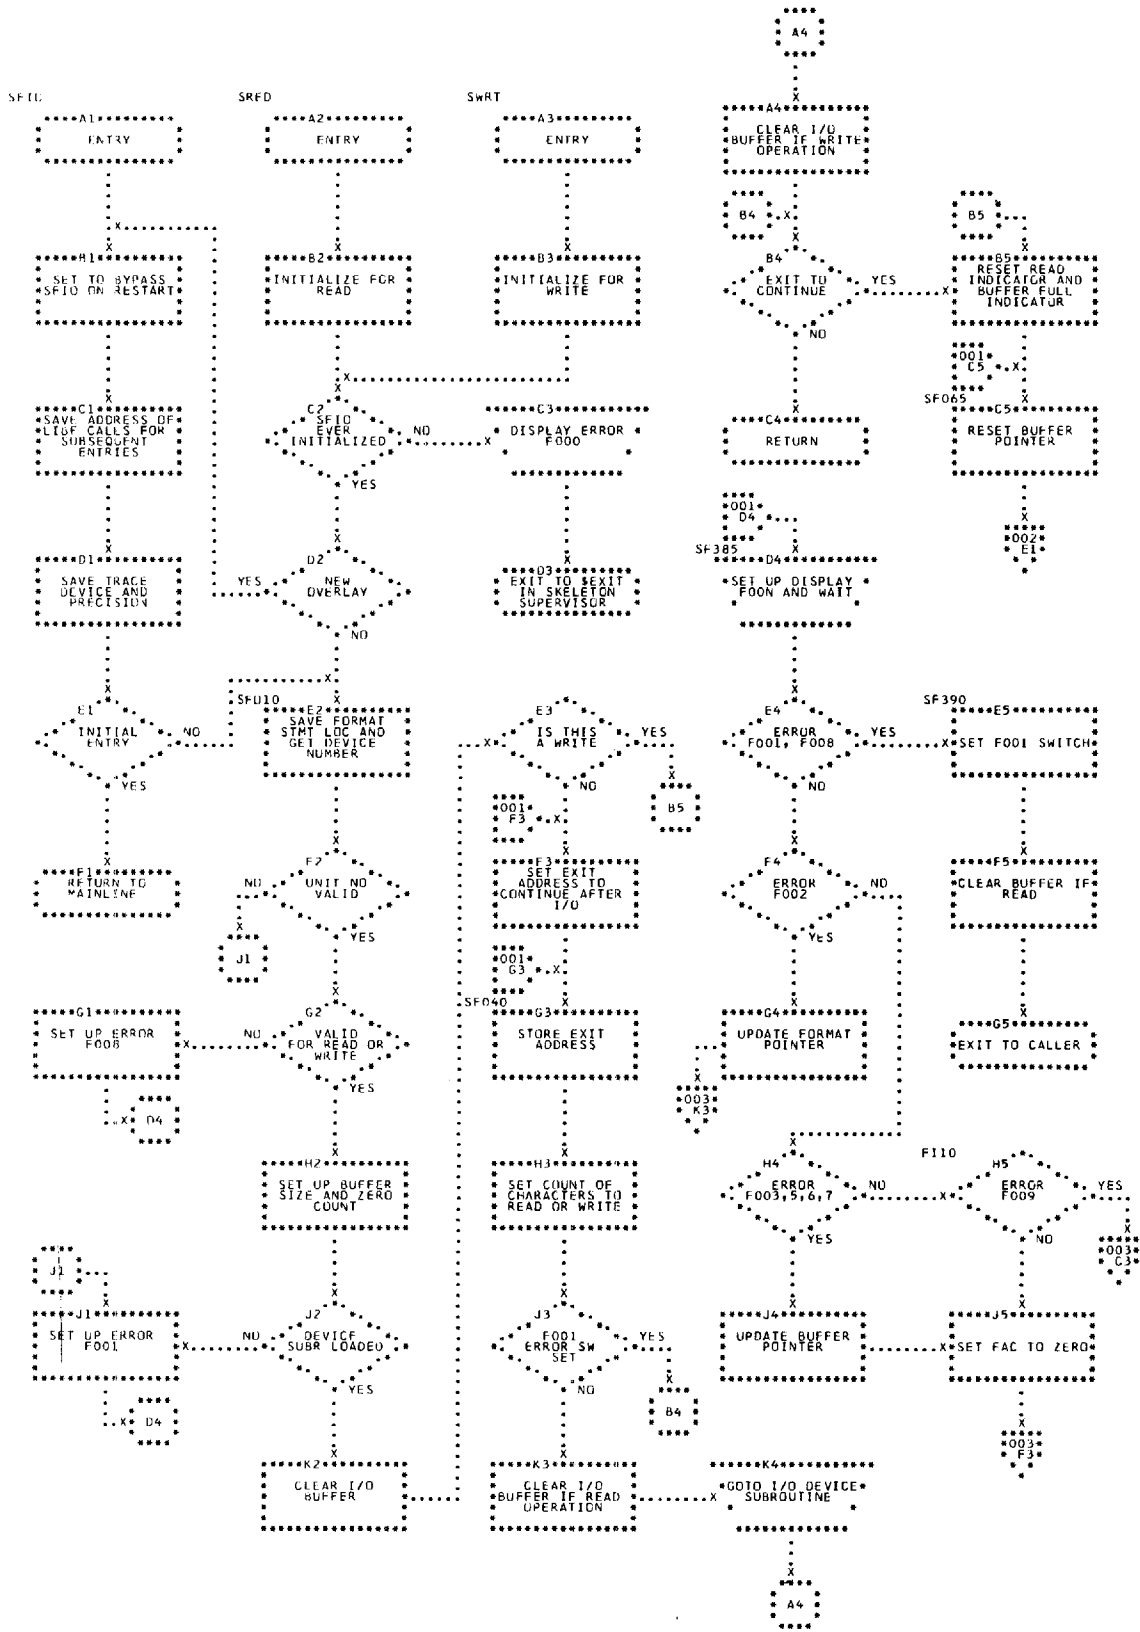 A4
SFIO
SRED
SWRT
A1
ENTRY
A2
ENTRY
A3
ENTRY
A4
CLEAR I/O
BUFFER IF WRITE
OPERATION
B4
B5
B1
SET TO BYPASS
SFIO ON RESTART
B2
INITIALIZE FOR
READ
B3
INITIALIZE FOR
WRITE
B4
EXIT TO
CONTINUE
YES
NO
B5
RESET READ
INDICATOR AND
BUFFER FULL
INDICATOR
001
C5
SF065
C1
SAVE ADDRESS OF
LIBF CALLS FOR
SUBSEQUENT
ENTRIES
C2
SFIO
EVER
INITIALIZED
NO
YES
C3
DISPLAY ERROR
F000
C4
RETURN
C5
RESET BUFFER
POINTER
001
D4
002
E1
SF385
D1
SAVE TRACE
DEVICE AND
PRECISION
YES
D2
NEW
OVERLAY
NO
D3
EXIT TO $EXIT
IN SKELETON
SUPERVISOR
D4
SET UP DISPLAY
F00N AND WAIT
SF010
SF390
E1
INITIAL
ENTRY
NO
YES
E2
SAVE FORMAT
STMT LOC AND
GET DEVICE
NUMBER
E3
IS THIS
A WRITE
YES
NO
B5
E4
ERROR
F001, F008
YES
NO
E5
SET F001 SWITCH
001
F3
F1
RETURN TO
MAINLINE
NO
F2
UNIT NO
VALID
YES
J1
F3
SET EXIT
ADDRESS TO
CONTINUE AFTER
I/O
F4
ERROR
F002
NO
YES
F5
CLEAR BUFFER IF
READ
001
G3
SF040
G1
SET UP ERROR
F008
NO
G2
VALID
FOR READ OR
WRITE
YES
G3
STORE EXIT
ADDRESS
G4
UPDATE FORMAT
POINTER
G5
EXIT TO CALLER
D4
003
K3
FI10
H2
SET UP BUFFER
SIZE AND ZERO
COUNT
H3
SET COUNT OF
CHARACTERS TO
READ OR WRITE
H4
ERROR
F003,5,6,7
NO
YES
H5
ERROR
F009
YES
NO
003
C3
J1
J1
SET UP ERROR
F001
NO
J2
DEVICE
SUBR LOADED
YES
J3
F001
ERROR SW
SET
YES
NO
J4
UPDATE BUFFER
POINTER
J5
SET FAC TO ZERO
D4
B4
003
F3
K2
CLEAR I/O
BUFFER
K3
CLEAR I/O
BUFFER IF READ
OPERATION
K4
GOTO I/O DEVICE
SUBROUTINE
A4